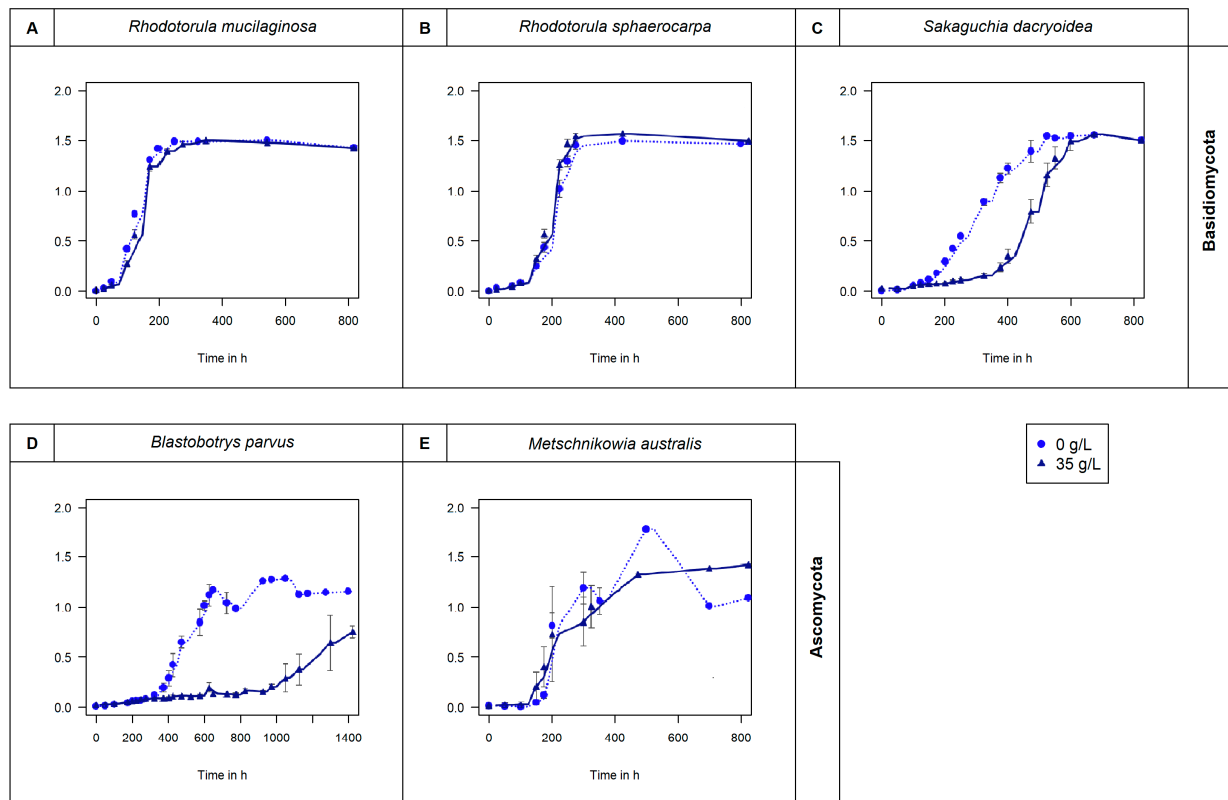 A Rhodotorula mucilaginosa
B Rhodotorula sphaerocarpa
C Sakaguchia dacryoidea
2.0
1.5
1.0
0.5
0.0
0 200 400 600 800
Time in h
2.0
1.5
1.0
0.5
0.0
0 200 400 600 800
Time in h
2.0
1.5
1.0
0.5
0.0
0 200 400 600 800
Time in h
Basidiomycota
D Blastobotrys parvus
E Metschnikowia australis
2.0
1.5
1.0
0.5
0.0
0 200 400 600 800 1000 1400
Time in h
2.0
1.5
1.0
0.5
0.0
0 200 400 600 800
Time in h
Ascomycota
0 g/L
35 g/L